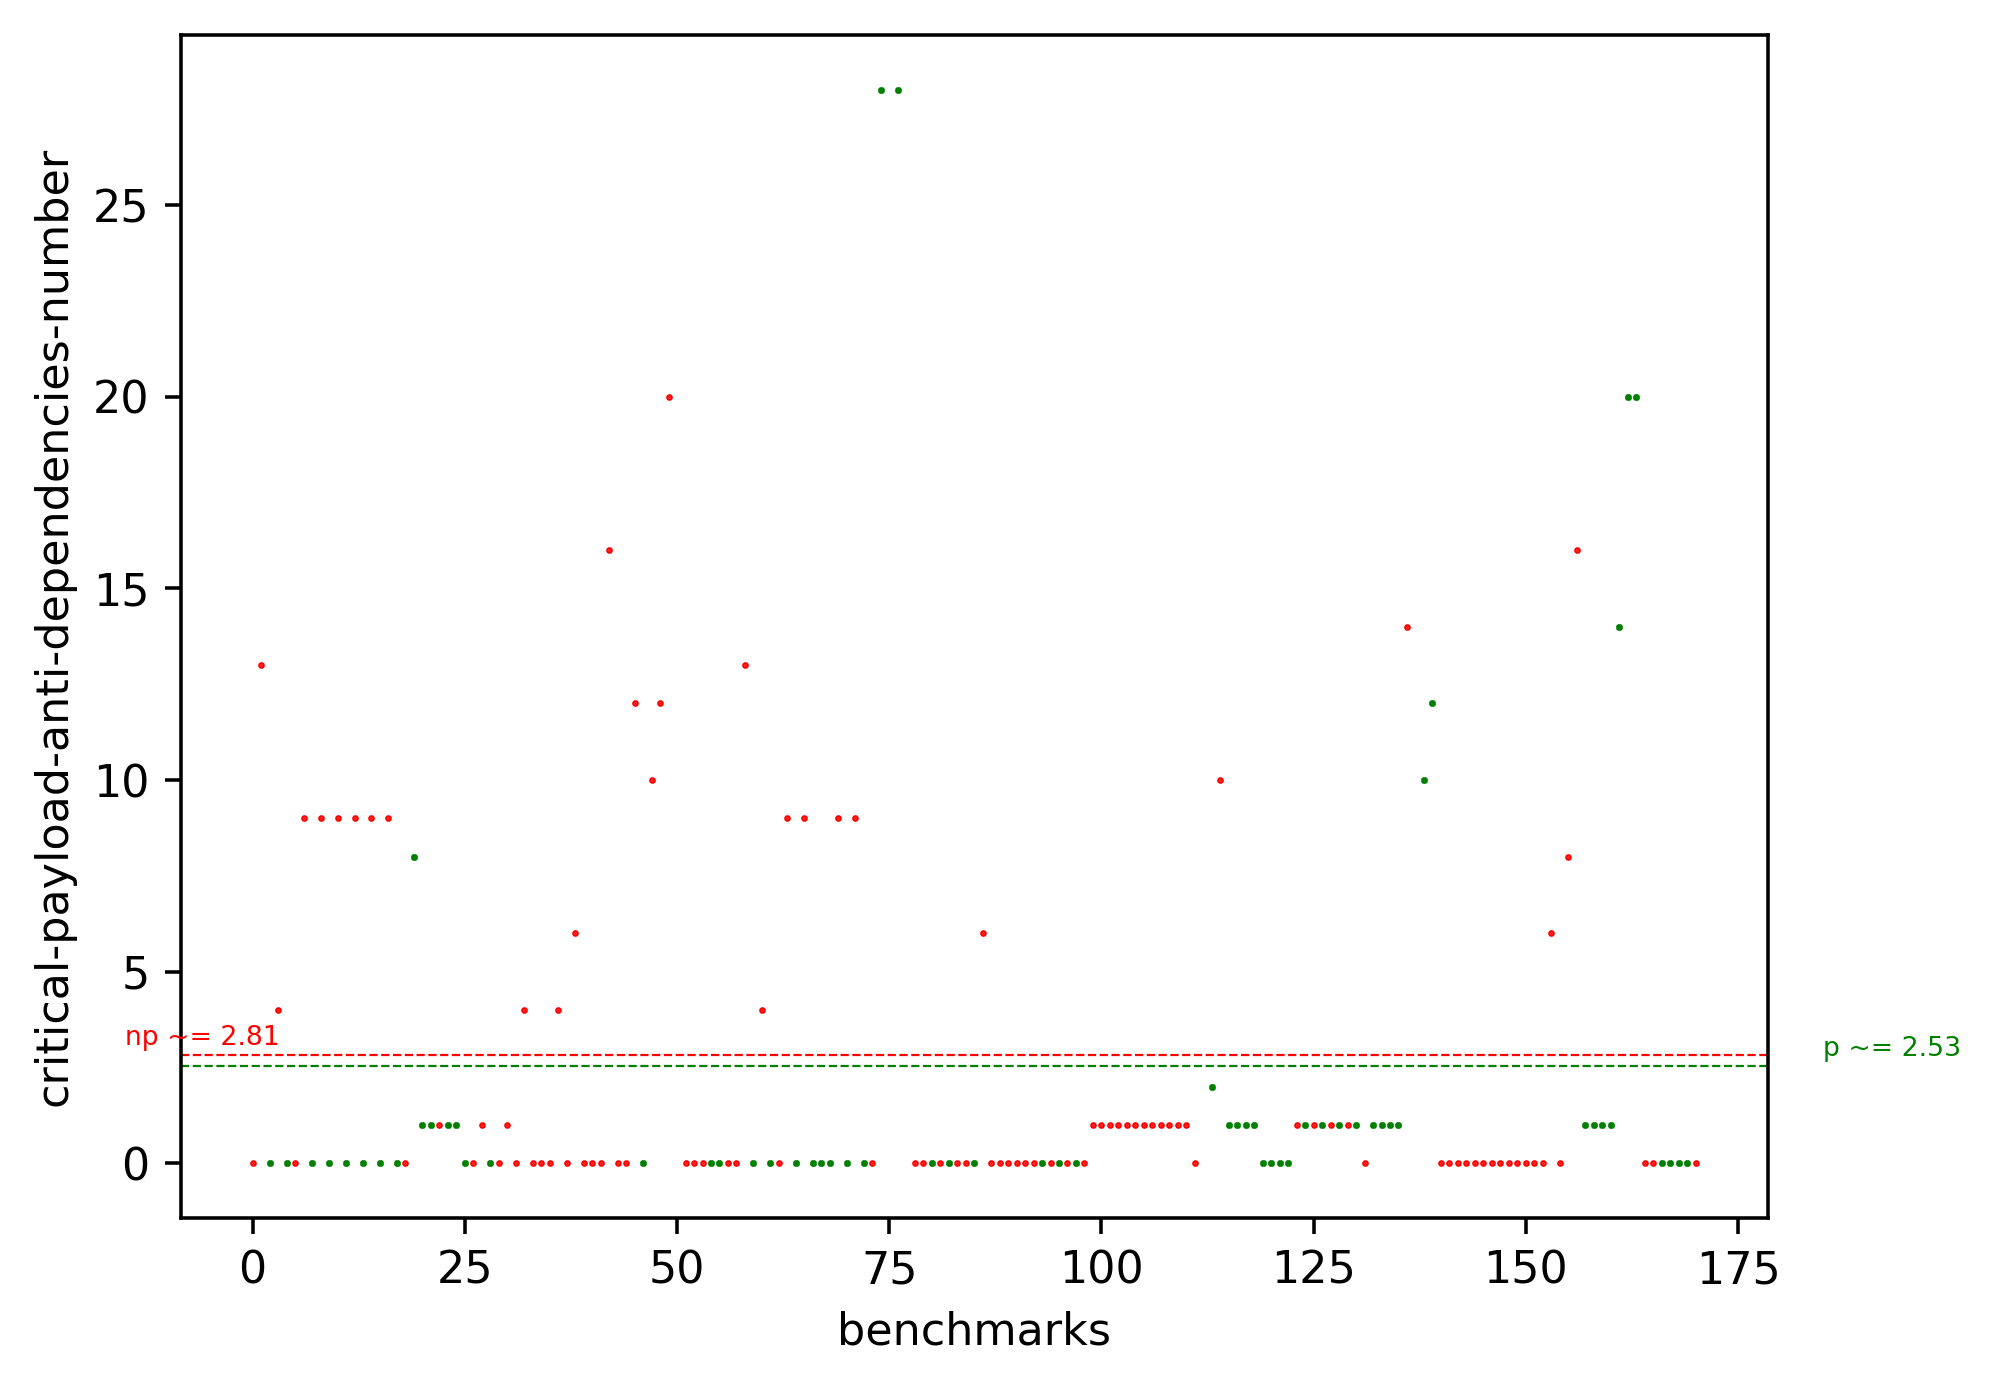 critical-payload-anti-dependencies-number
25
20
15
10
5
0
np ~= 2.81
p ~= 2.53
0 25 50 75 100 125 150 175
benchmarks